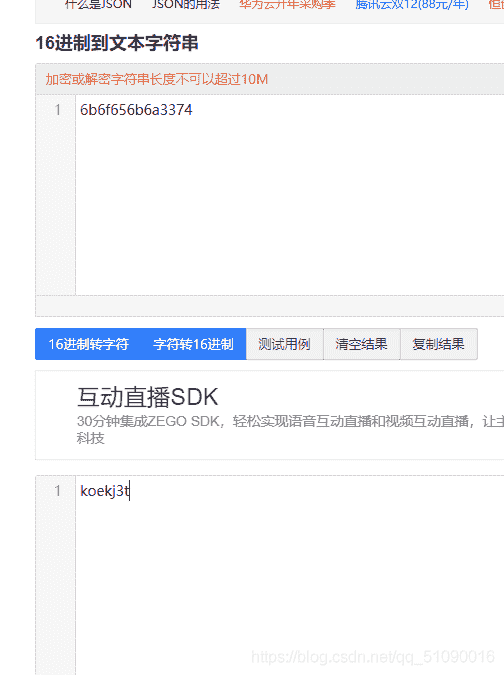 什么是JSON JSON的用法 华为云开年采购季 腾讯云双12(88元/年) 但
16进制到文本字符串
加密或解密字符串长度不可以超过10M
1 6b6f656b6a3374
16进制转字符 字符转16进制 测试用例 清空结果 复制结果
互动直播SDK
30分钟集成ZEGO SDK，轻松实现语音互动直播和视频互动直播，让主
科技
1 koekj3t
https://blog.csdn.net/qq_51090016